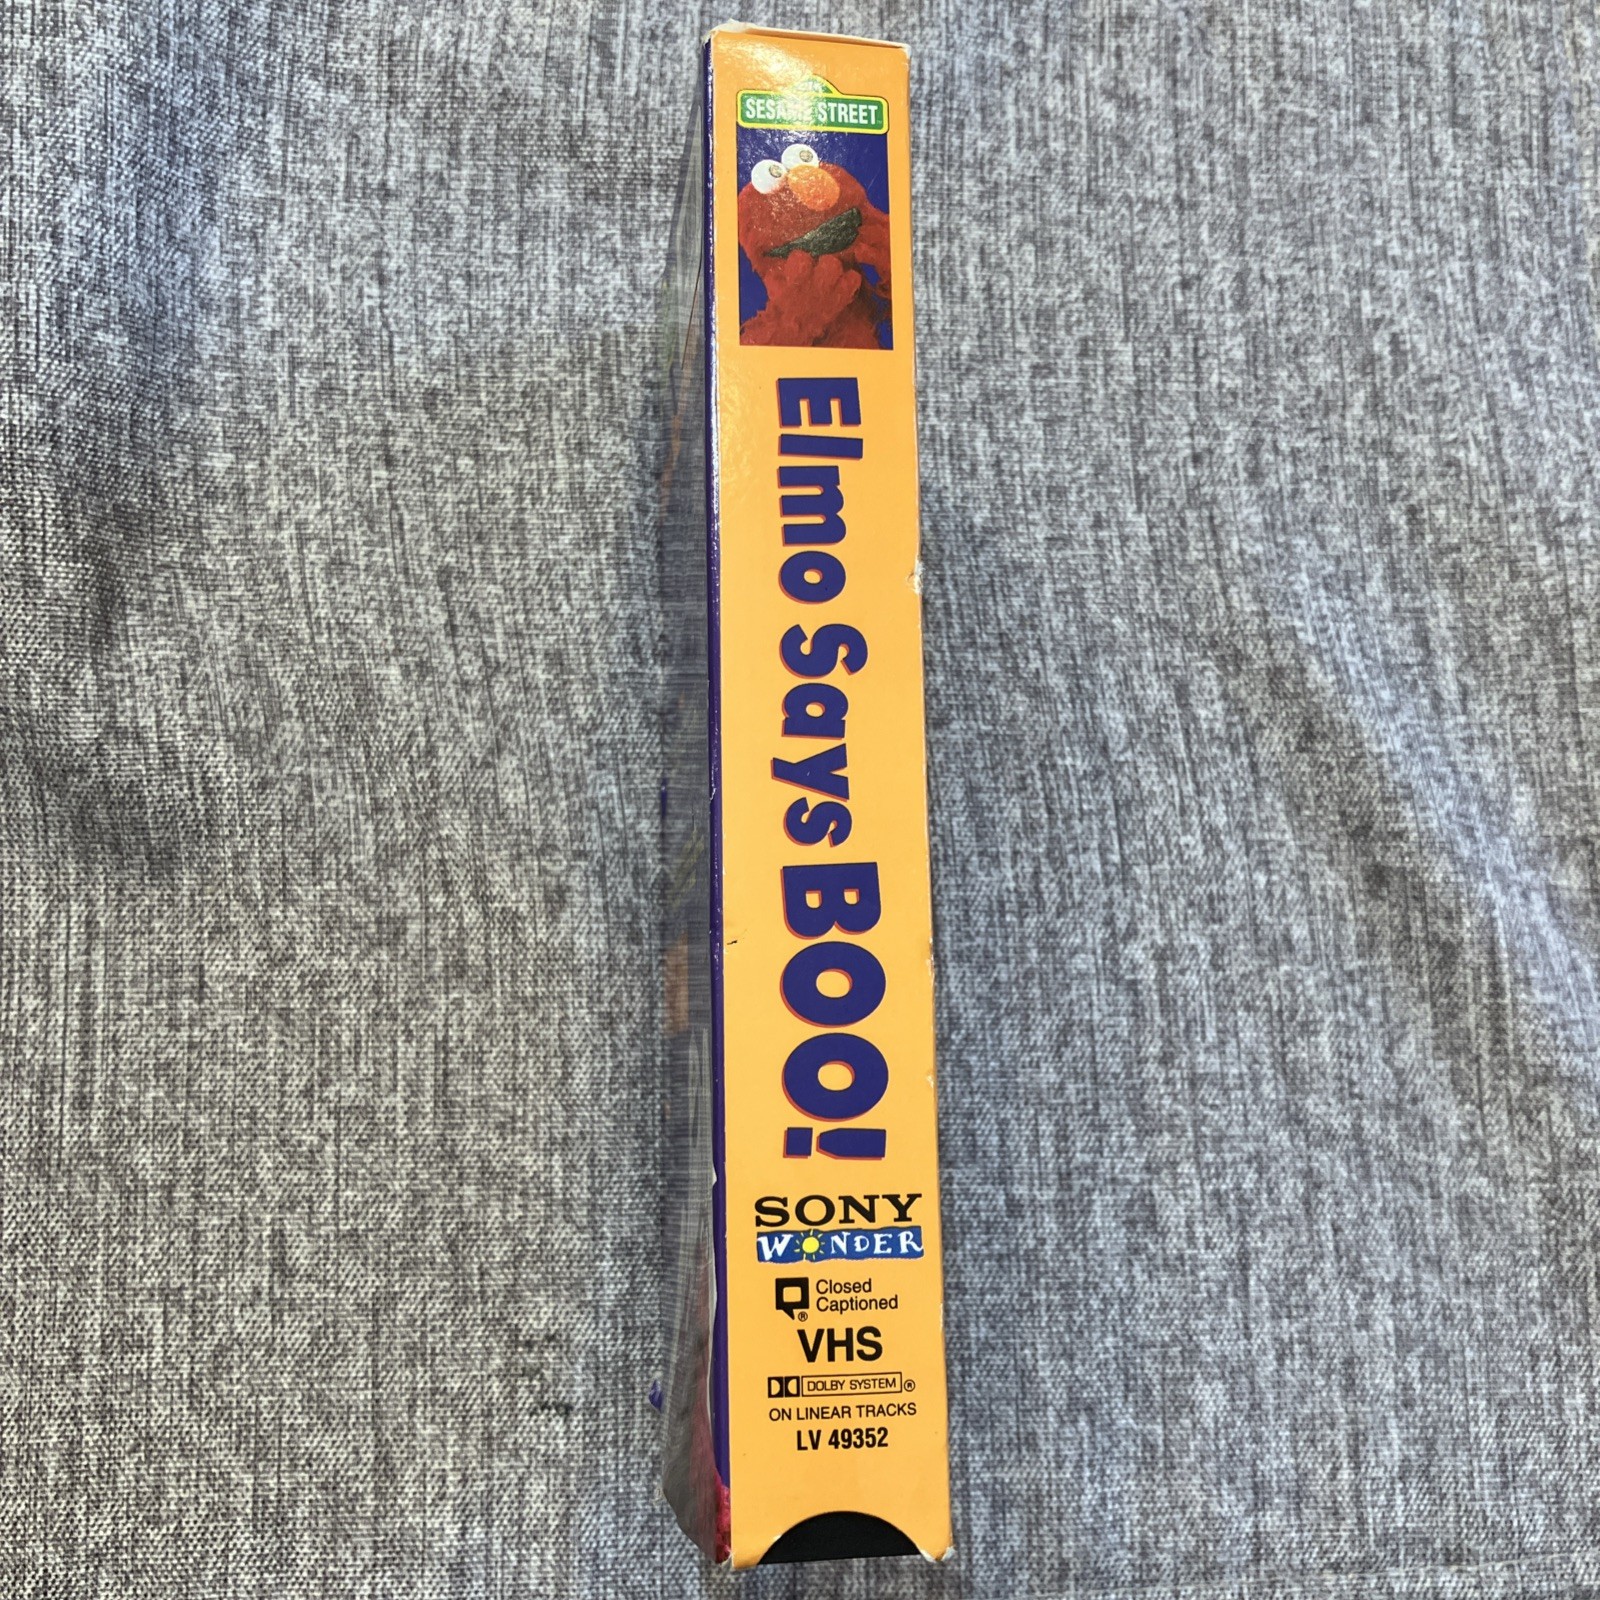 SESAME STREET
Elmo Says BOO!
SONY
WONDER
Closed
Captioned
®
VHS
DOLBY SYSTEM ®
ON LINEAR TRACKS
LV 49352